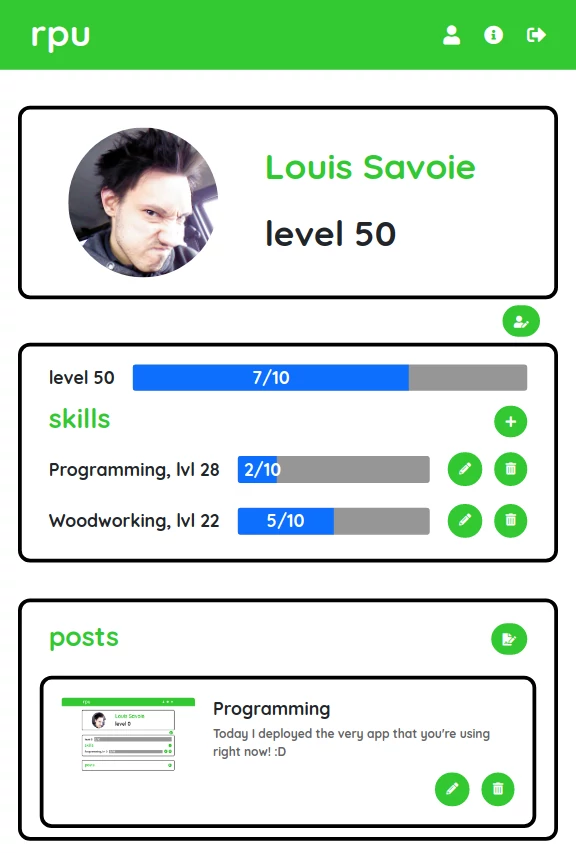 rpu
Louis Savoie
level 50
level 50 7/10
skills
Programming, lvl 28 2/10
Woodworking, lvl 22 5/10
posts
rpu
Louis Savoie
level 0
skills
posts
Programming
Today I deployed the very app that you're using
right now! :D